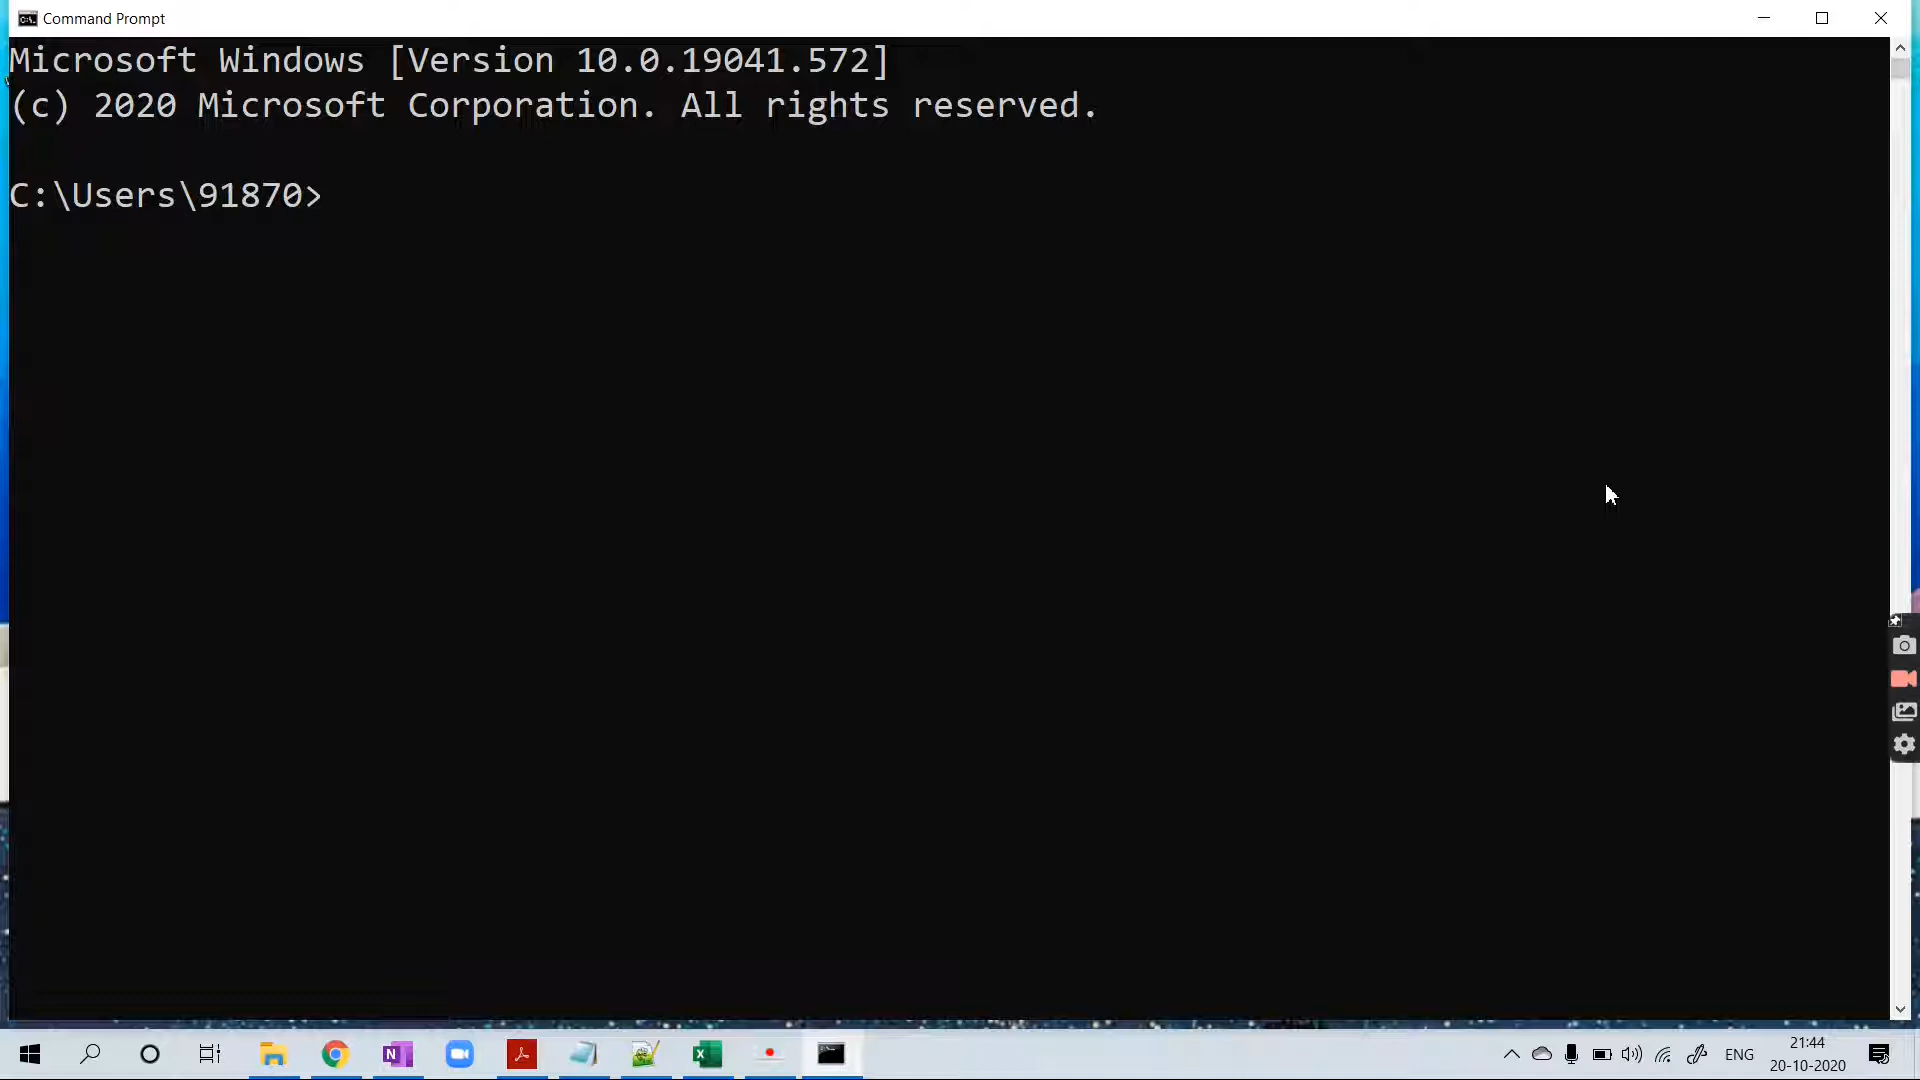 Command Prompt
Microsoft Windows [Version 10.0.19041.572]
(c) 2020 Microsoft Corporation. All rights reserved.
C:\Users\91870>
ENG
21:44
20-10-2020